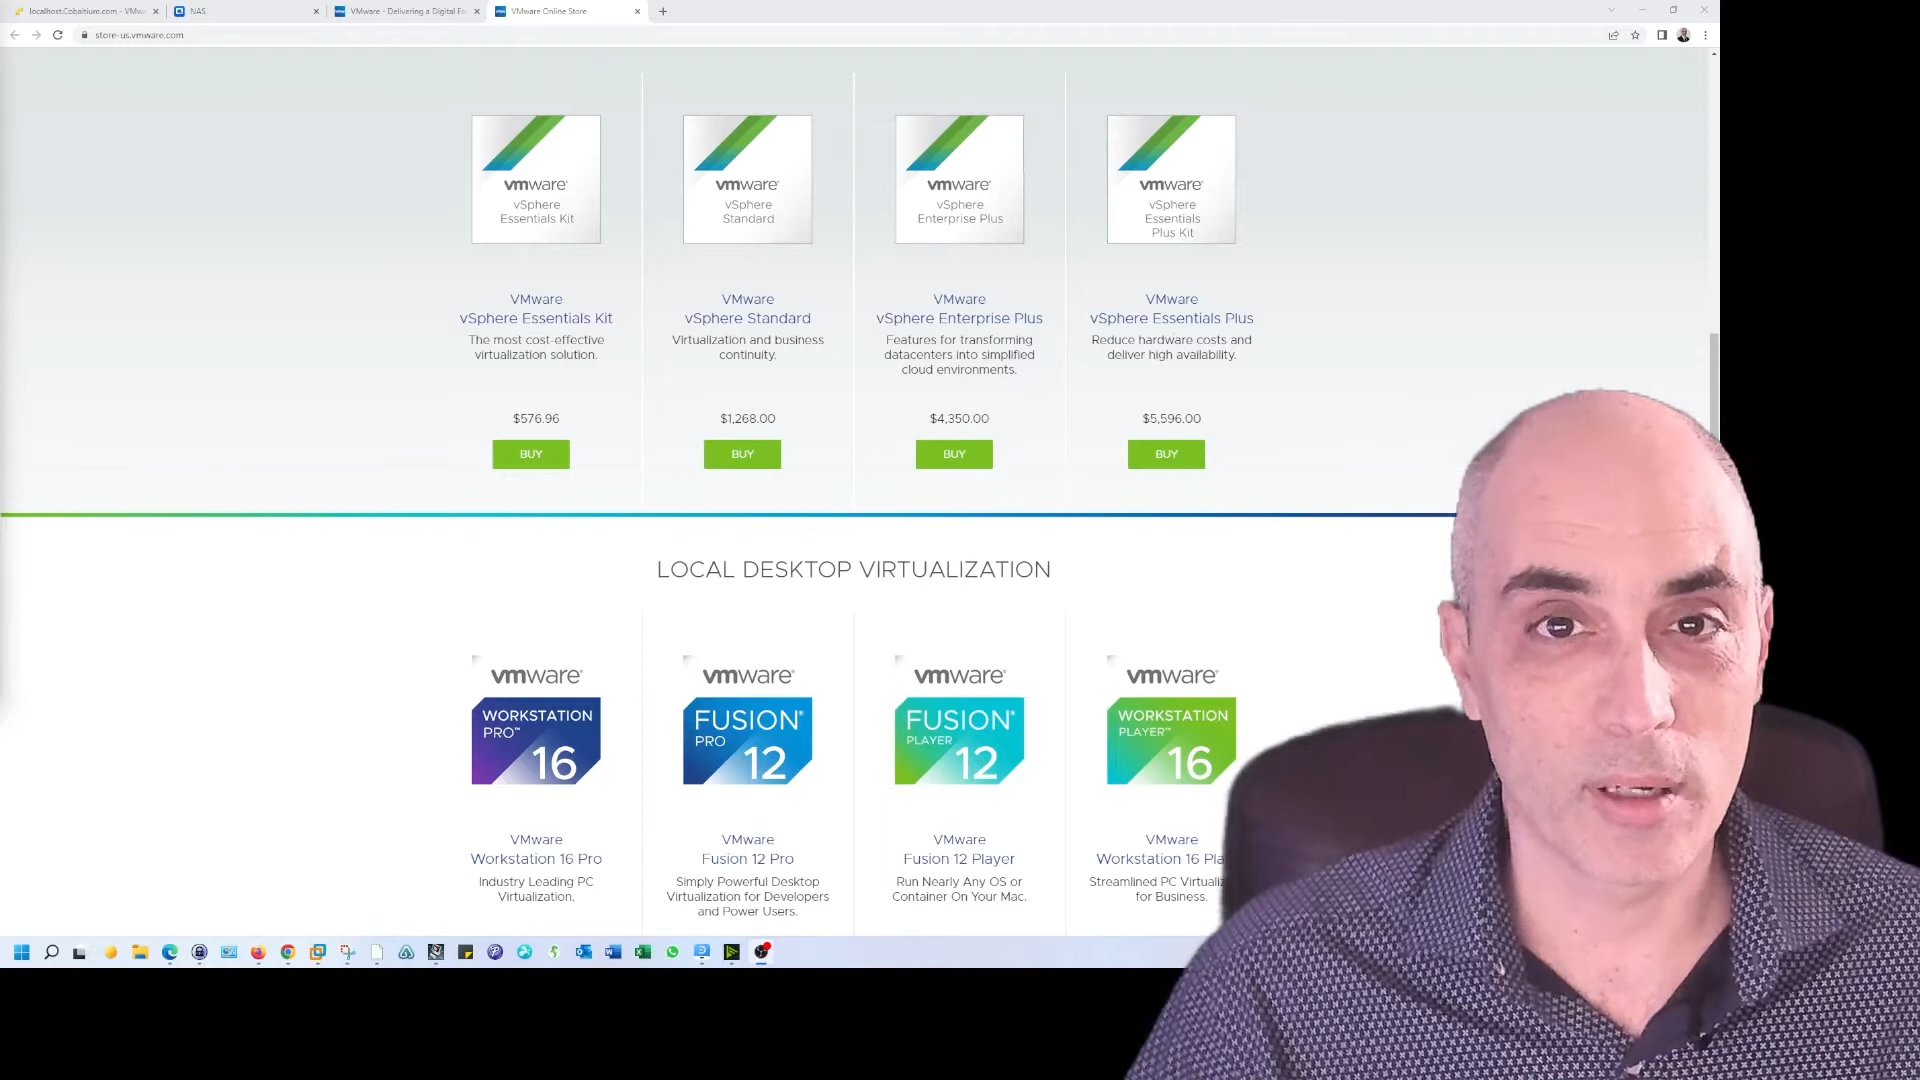 localhost.Cobaltium.com - VMwa
NAS
VMware - Delivering a Digital Fo
VMware Online Store
store-us.vmware.com
vmware
vSphere
Essentials Kit
vmware
vSphere
Standard
vmware
vSphere
Enterprise Plus
vmware
vSphere
Essentials
Plus Kit
VMware
vSphere Essentials Kit
The most cost-effective
virtualization solution.
$576.96
BUY
VMware
vSphere Standard
Virtualization and business
continuity.
$1,268.00
BUY
VMware
vSphere Enterprise Plus
Features for transforming
datacenters into simplified
cloud environments.
$4,350.00
BUY
VMware
vSphere Essentials Plus
Reduce hardware costs and
deliver high availability.
$5,596.00
BUY
LOCAL DESKTOP VIRTUALIZATION
vmware®
WORKSTATION
PRO™
16
vmware®
FUSION®
PRO
12
vmware®
FUSION®
PLAYER
12
vmware®
WORKSTATION
PLAYER™
16
VMware
Workstation 16 Pro
Industry Leading PC
Virtualization.
VMware
Fusion 12 Pro
Simply Powerful Desktop
Virtualization for Developers
and Power Users.
VMware
Fusion 12 Player
Run Nearly Any OS or
Container On Your Mac.
VMware
Workstation 16 Pla
Streamlined PC Virtualiz
for Business.